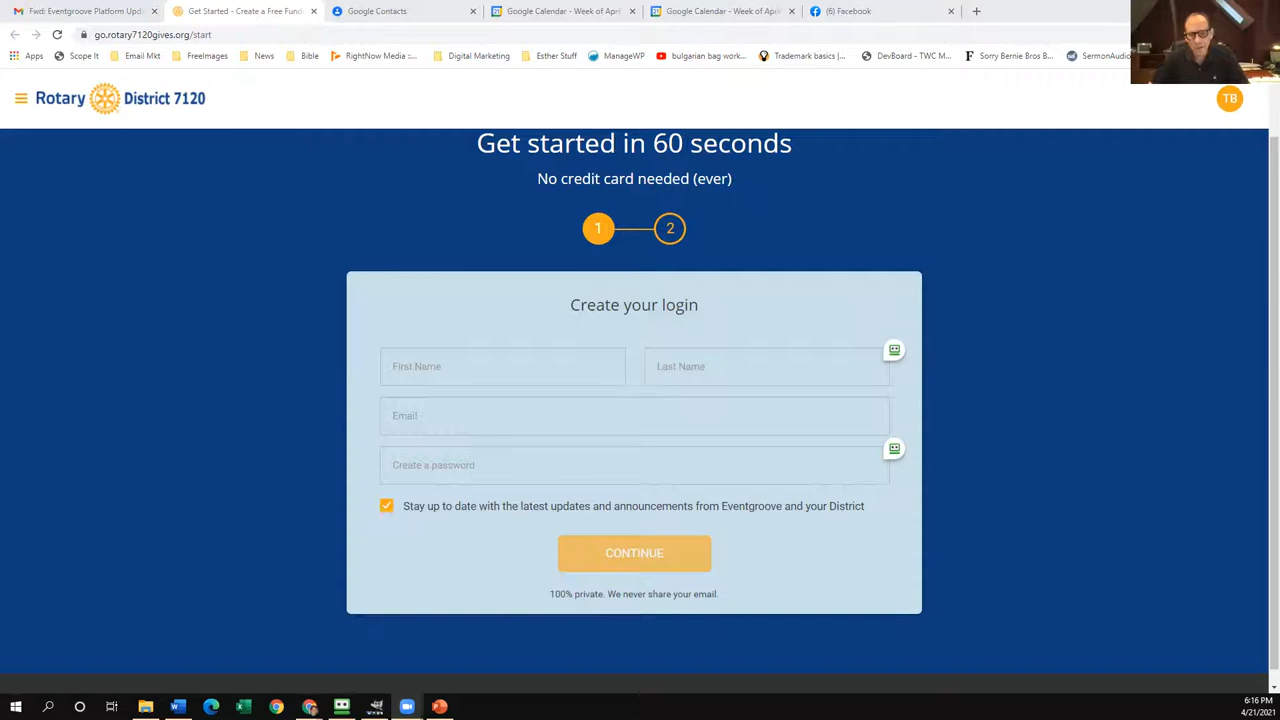 Fwd: Eventgroove Platform Upda
Get Started - Create a Free Fund
Google Contacts
Google Calendar - Week of April
Google Calendar - Week of April
(6) Facebook
go.rotary7120gives.org/start
Apps
Scope It
Email Mkt
FreeImages
News
Bible
RightNow Media ::...
Digital Marketing
Esther Stuff
ManageWP
bulgarian bag work...
Trademark basics |...
DevBoard - TWC M...
Sorry Bernie Bros B...
SermonAudio
Rotary District 7120
TB
Get started in 60 seconds
No credit card needed (ever)
1
2
Create your login
First Name
Last Name
Email
Create a password
Stay up to date with the latest updates and announcements from Eventgroove and your District
CONTINUE
100% private. We never share your email.
6:16 PM
4/21/2021